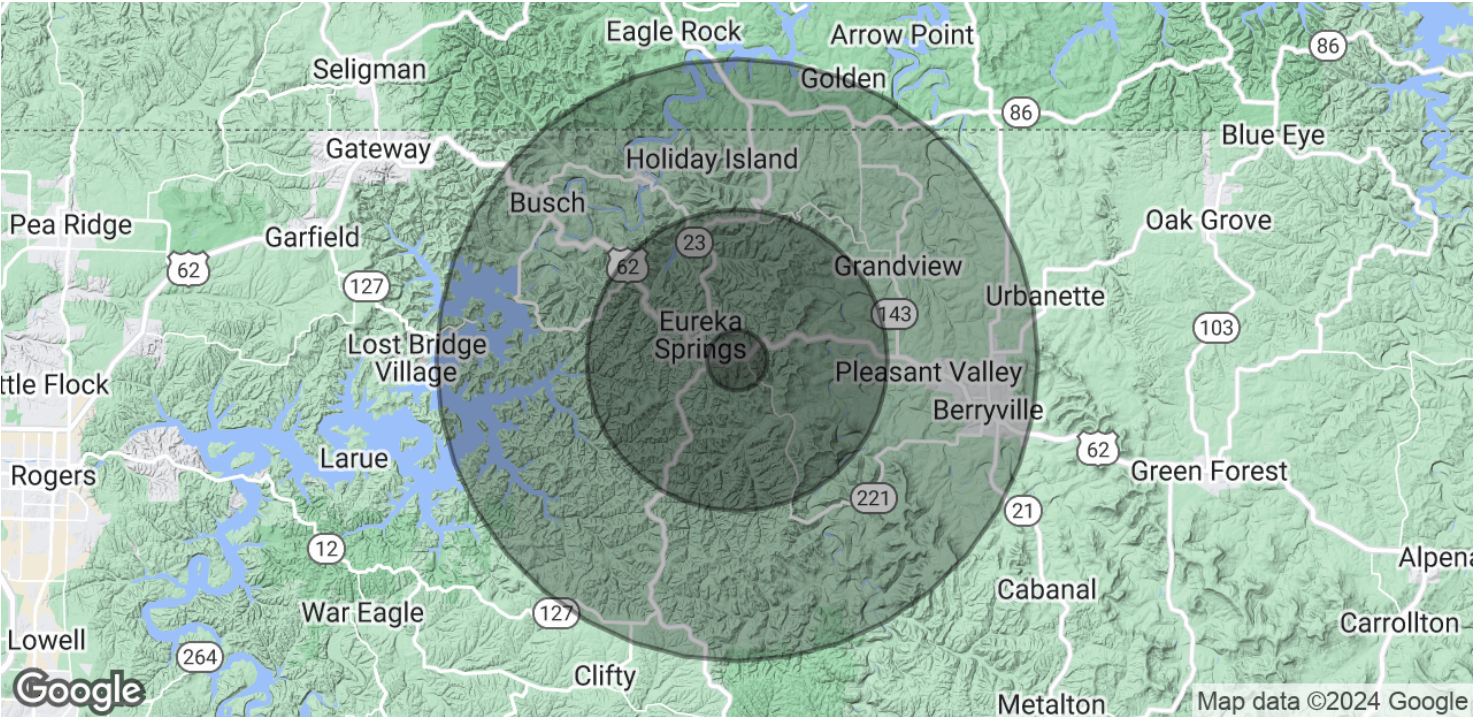 Eagle Rock
Arrow Point
86
Seligman
Golden
86
Gateway
Blue Eye
Holiday Island
Busch
Pea Ridge
Garfield
Oak Grove
23
62
62
Grandview
127
Urbanette
143
103
Eureka
Springs
Lost Bridge
Village
Pleasant Valley
ttle Flock
Berryville
62
Larue
Rogers
Green Forest
221
21
12
Alpena
Cabanal
War Eagle
127
Carrollton
Lowell
264
Clifty
Google
Metalton
Map data ©2024 Google